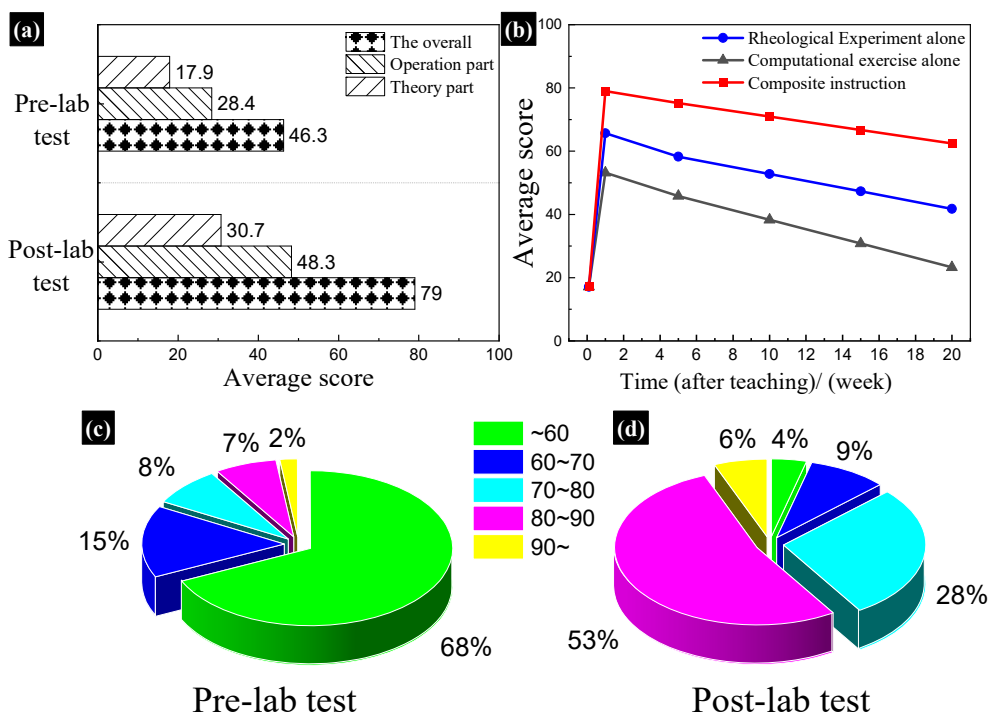 (a)
The overall
Operation part
Theory part
Pre-lab
test
17.9
28.4
46.3
Post-lab
test
30.7
48.3
79
0
20
40
60
80
100
Average score
(b)
Rheological Experiment alone
Computational exercise alone
Composite instruction
Average score
100
80
60
40
20
0
0 2 4 6 8 10 12 14 16 18 20
Time (after teaching)/ (week)
(c)
2%
7%
8%
15%
68%
Pre-lab test
~60
60~70
70~80
80~90
90~
(d)
6%
4%
9%
28%
53%
Post-lab test